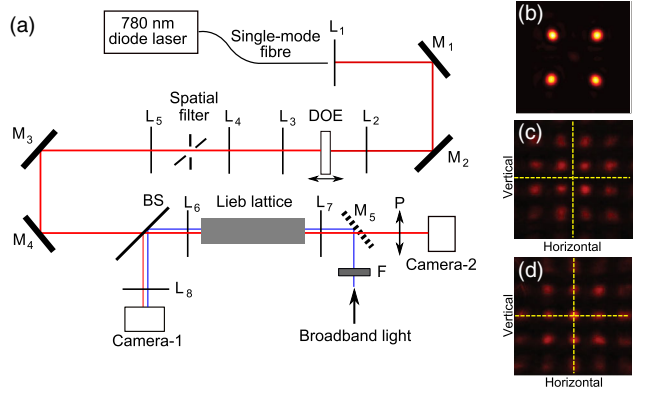 (a)
780 nm
diode laser
Single-mode
fibre
L1
M1
Spatial
filter
M3
L5
L4
L3
DOE
L2
M2
BS
L6
Lieb lattice
L7
M5
P
M4
Camera-2
F
L8
Camera-1
Broadband light
(b)
(c)
Vertical
Horizontal
(d)
Vertical
Horizontal